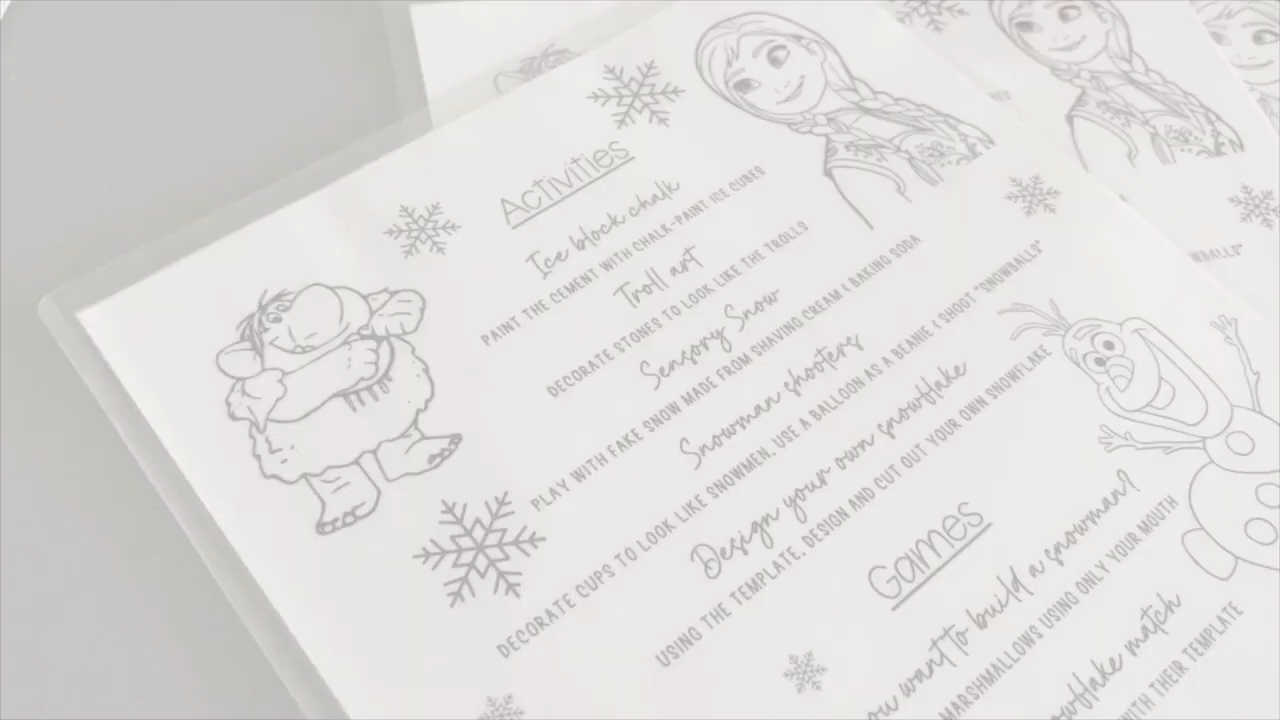 Activities
Ice block chalk
PAINT THE CEMENT WITH CHALK-PAINT ICE CUBES
Troll art
DECORATE STONES TO LOOK LIKE THE TROLLS
Sensory Snow
PLAY WITH FAKE SNOW MADE FROM SHAVING CREAM & BAKING SODA
Snowman shooters
DECORATE CUPS TO LOOK LIKE SNOWMEN, USE A BALLOON AS A BEANIE & SHOOT "SNOWBALLS"
Design your own snowflake
USING THE TEMPLATE, DESIGN AND CUT OUT YOUR OWN SNOWFLAKE
Games
want to build a snowman?
MARSHMALLOWS USING ONLY YOUR MOUTH
match
WITH THEIR TEMPLATE